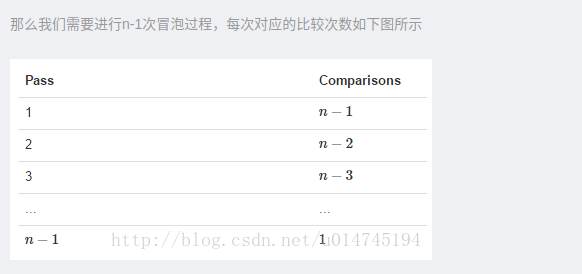 那么我们需要进行n-1次冒泡过程，每次对应的比较次数如下图所示
Pass Comparisons
1 n − 1
2 n − 2
3 n − 3
... ...
n − 1 1
http://blog.csdn.net/u014745194